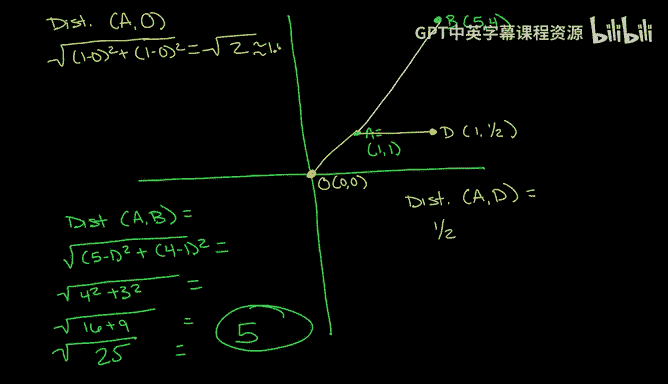 Dist. (A,O)
√(1-0)²+(1-0)² = √2 ≈ 1.
B (5,4)
GPT中英字幕课程资源 bilibili
A=
(1,1)
D (1, 1/2)
O(0,0)
Dist. (A,D) =
1/2
Dist (A,B) =
√(5-1)²+(4-1)² =
√4²+3² =
√16+9 =
√25 =
5